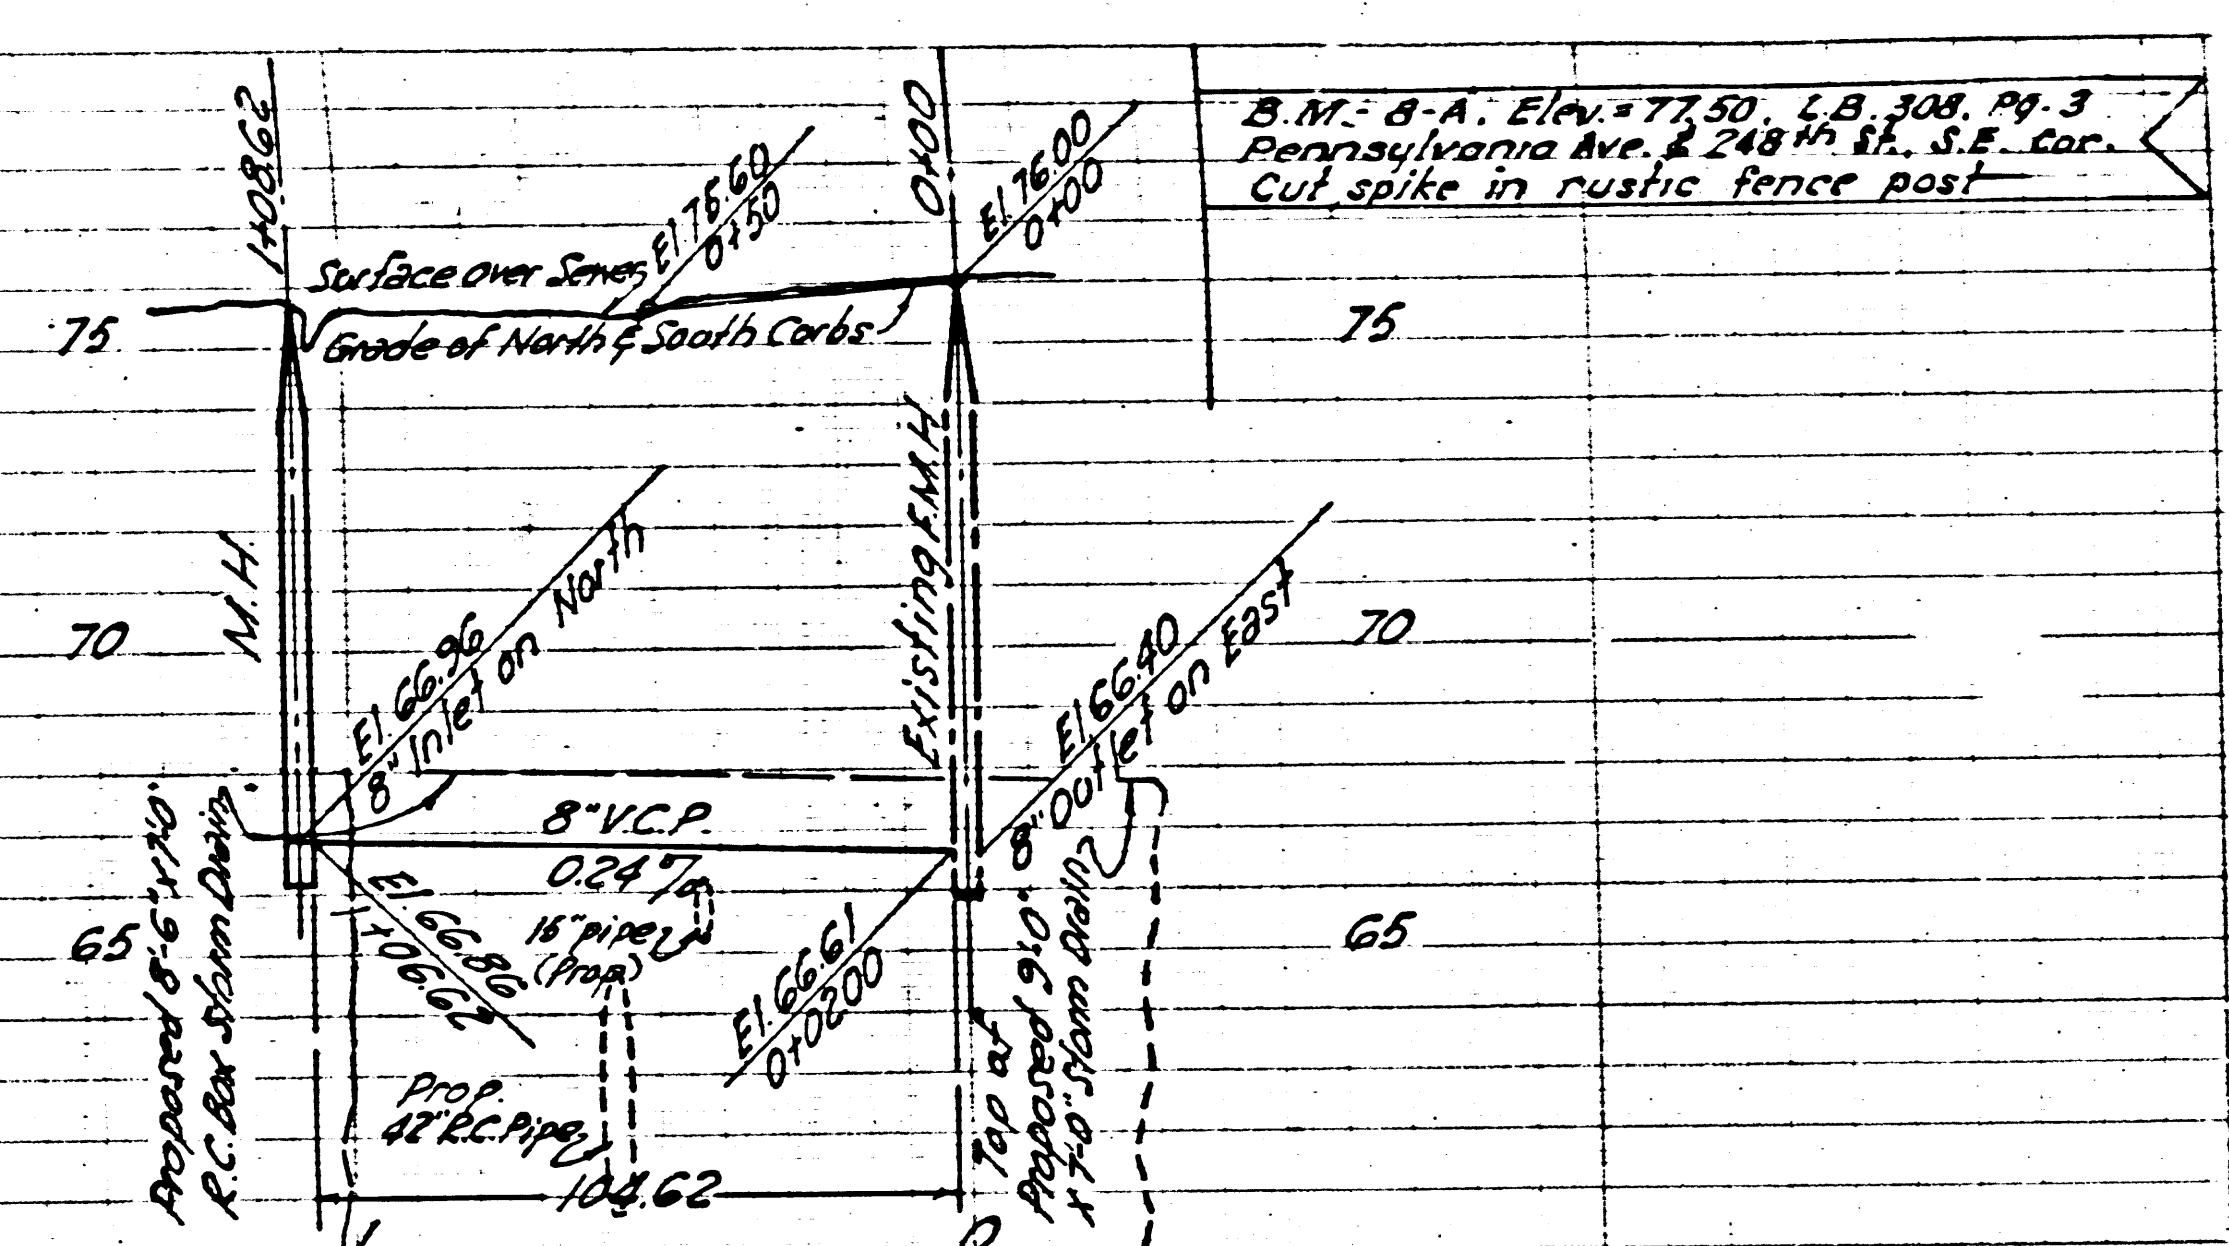 B.M.- 8-A. Elev.= 77.50. L.B. 308. Pg. 3
Pennsylvania Ave. & 248th St., S.E. Cor.
Cut spike in rustic fence post
1+08.62
0+00
El. 76.00
0+00
El. 75.60
0+50
Surface over Sewer
Grade of North & South Curbs
75
75
M.H.
Existing F.M.H.
El. 66.96
8" Inlet on North
El. 66.40
8" Outlet on East
70
70
8" V.C.P.
0.24 %
El. 66.86
1+06.62
15" pipe
(Prop.)
El. 66.61
0+0200
65
65
Proposed 8'-6" x 7'-0"
R.C. Box Storm Drain
Prop.
42" R.C. Pipe
Top of
Proposed 9'-0"
x 7'-0" Storm Drain
104.62